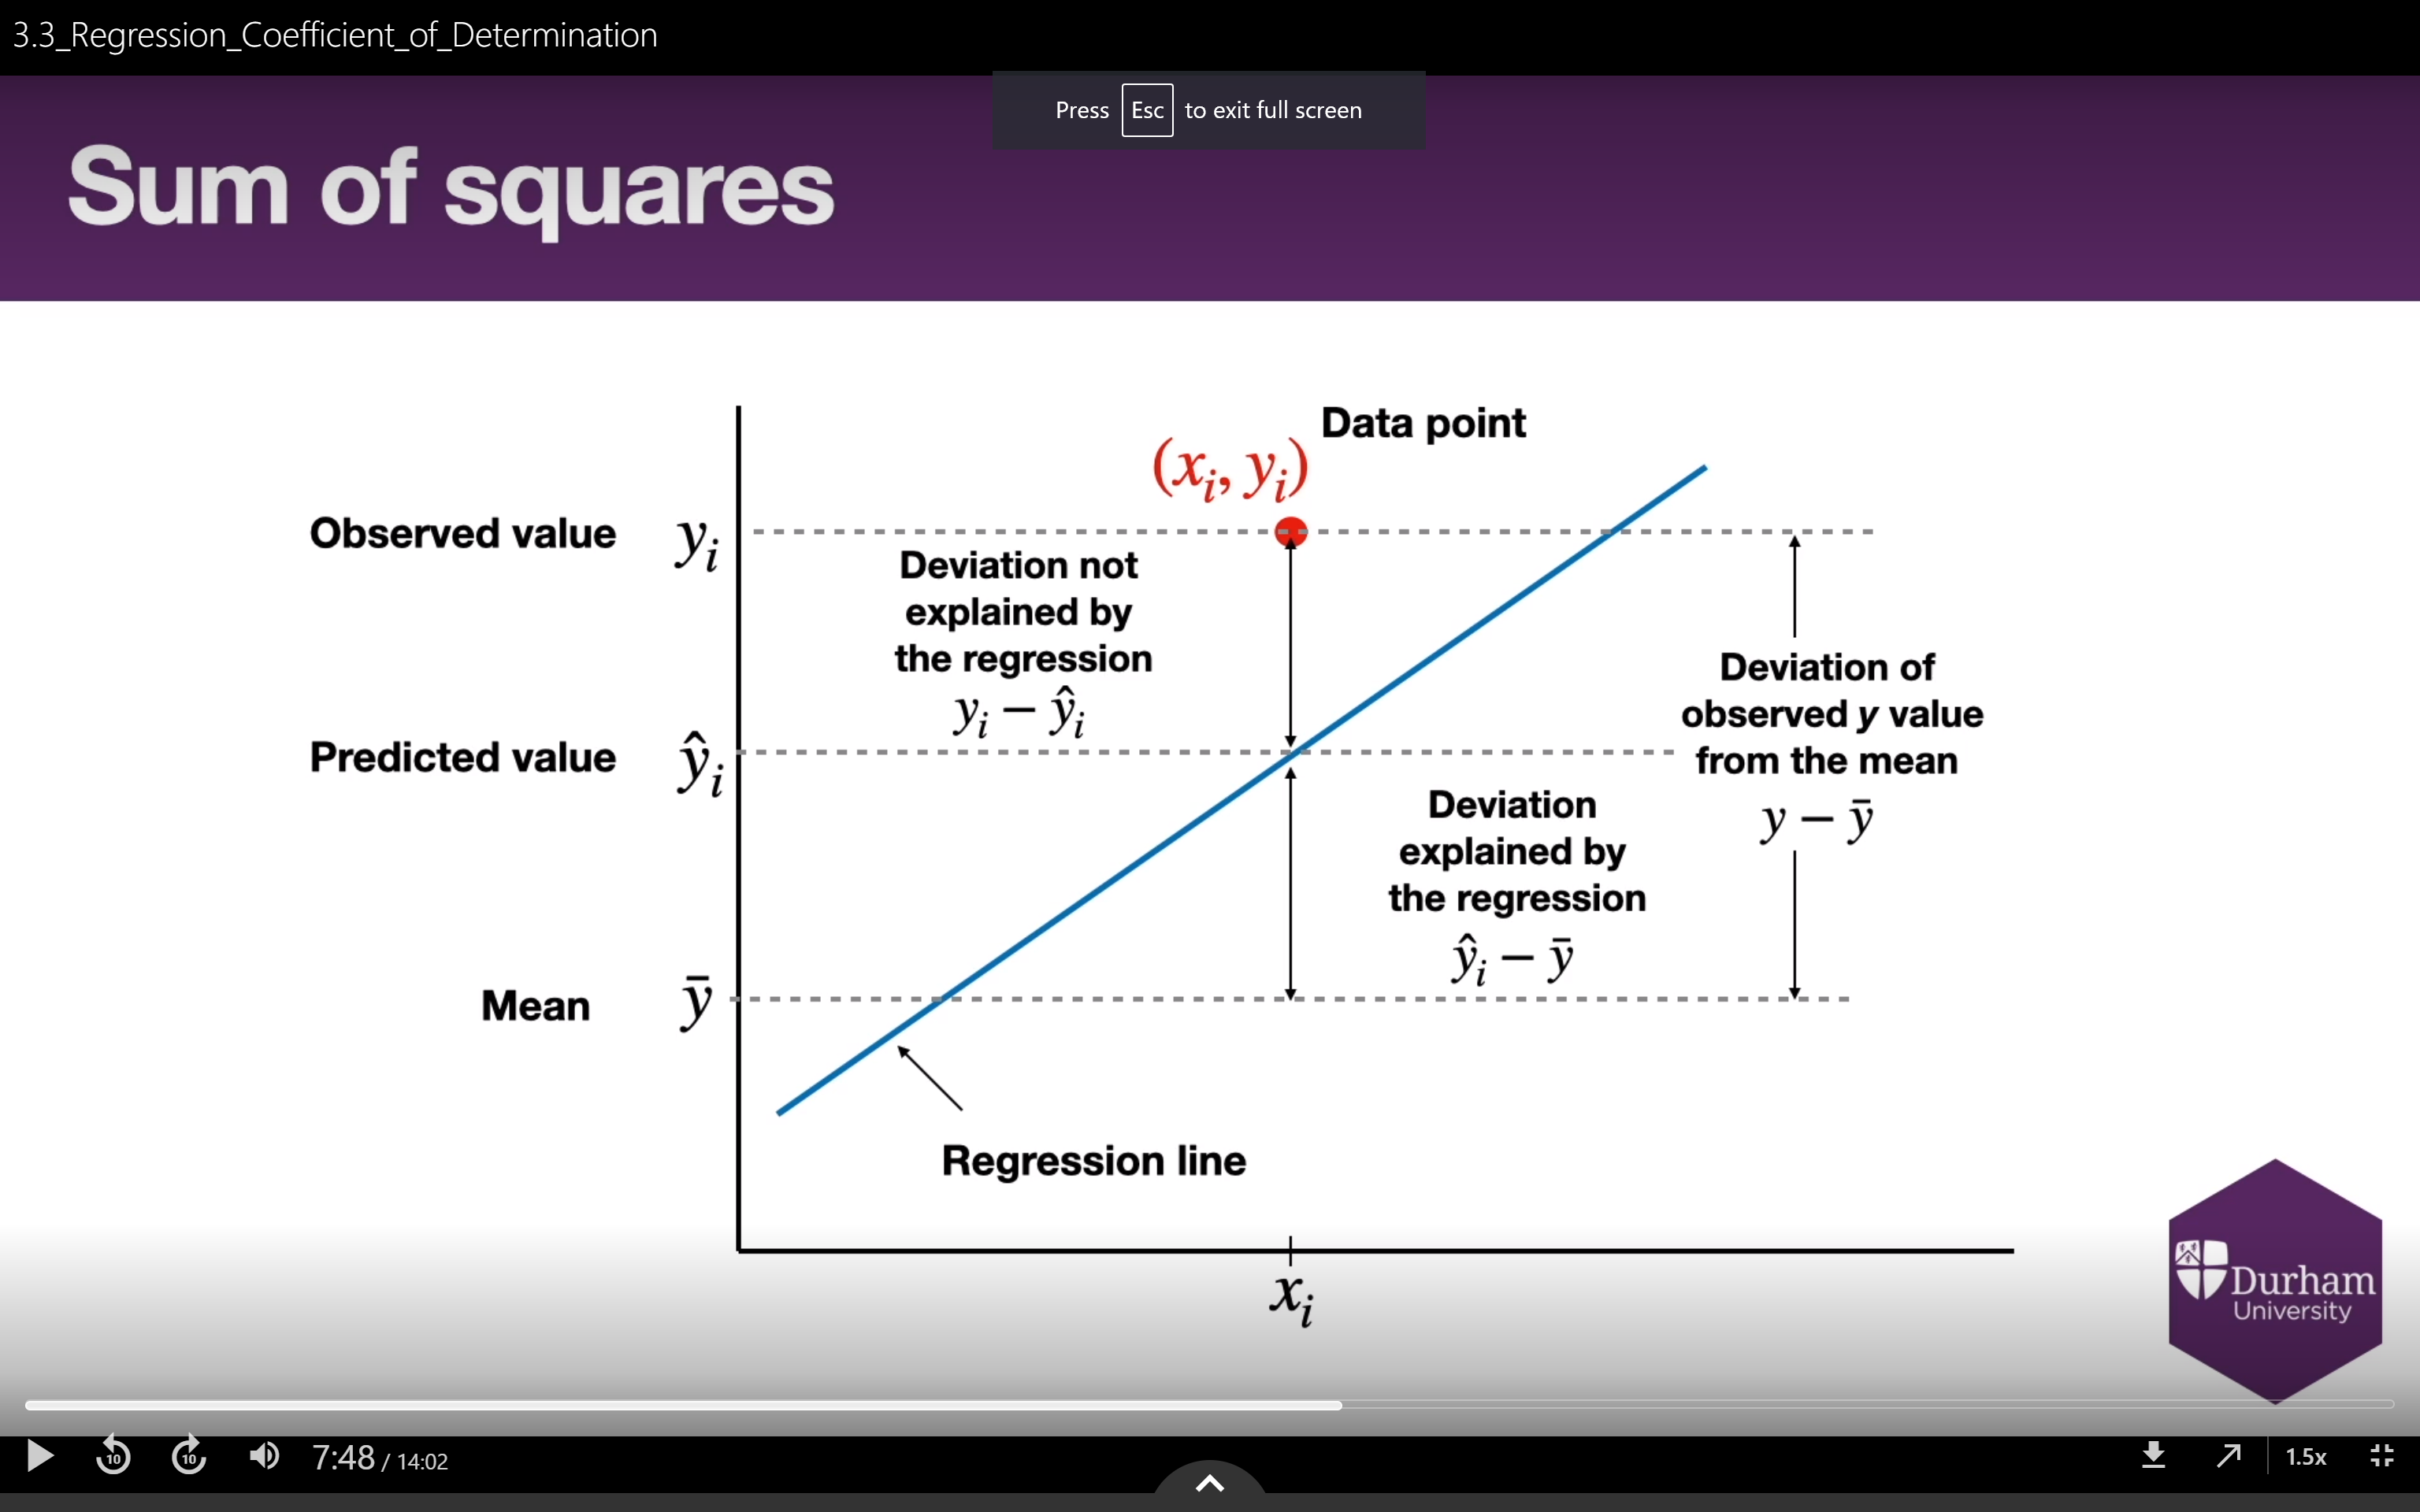 3.3_Regression_Coefficient_of_Determination
Press Esc to exit full screen
Sum of squares
Data point
(xᵢ, yᵢ)
Observed value yᵢ
Deviation not
explained by
the regression
yᵢ − ŷᵢ
Deviation of
observed y value
from the mean
y − ȳ
Predicted value ŷᵢ
Deviation
explained by
the regression
ŷᵢ − ȳ
Mean ȳ
Regression line
xᵢ
Durham
University
10
10
7:48 / 14:02
1.5x